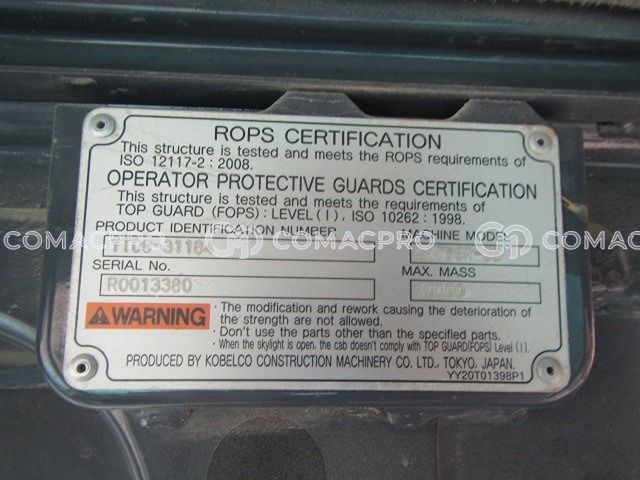 ROPS CERTIFICATION
This structure is tested and meets the ROPS requirements of
ISO 12117-2 : 2008.
OPERATOR PROTECTIVE GUARDS CERTIFICATION
This structure is tested and meets the requirements of
TOP GUARD (FOPS) : LEVEL ( I ) , ISO 10262 : 1998.
PRODUCT IDENTIFICATION NUMBER
MACHINE MODEL
COMACPRO COMACPRO COMACPRO
SERIAL No.
MAX. MASS
R0013380
WARNING
· The modification and rework causing the deterioration of
the strength are not allowed.
· Don't use the parts other than the specified parts.
· When the skylight is open, the cab doesn't comply with TOP GUARD(FOPS) Level ( I ).
PRODUCED BY KOBELCO CONSTRUCTION MACHINERY CO. LTD., TOKYO, JAPAN.
YY20T01398P1